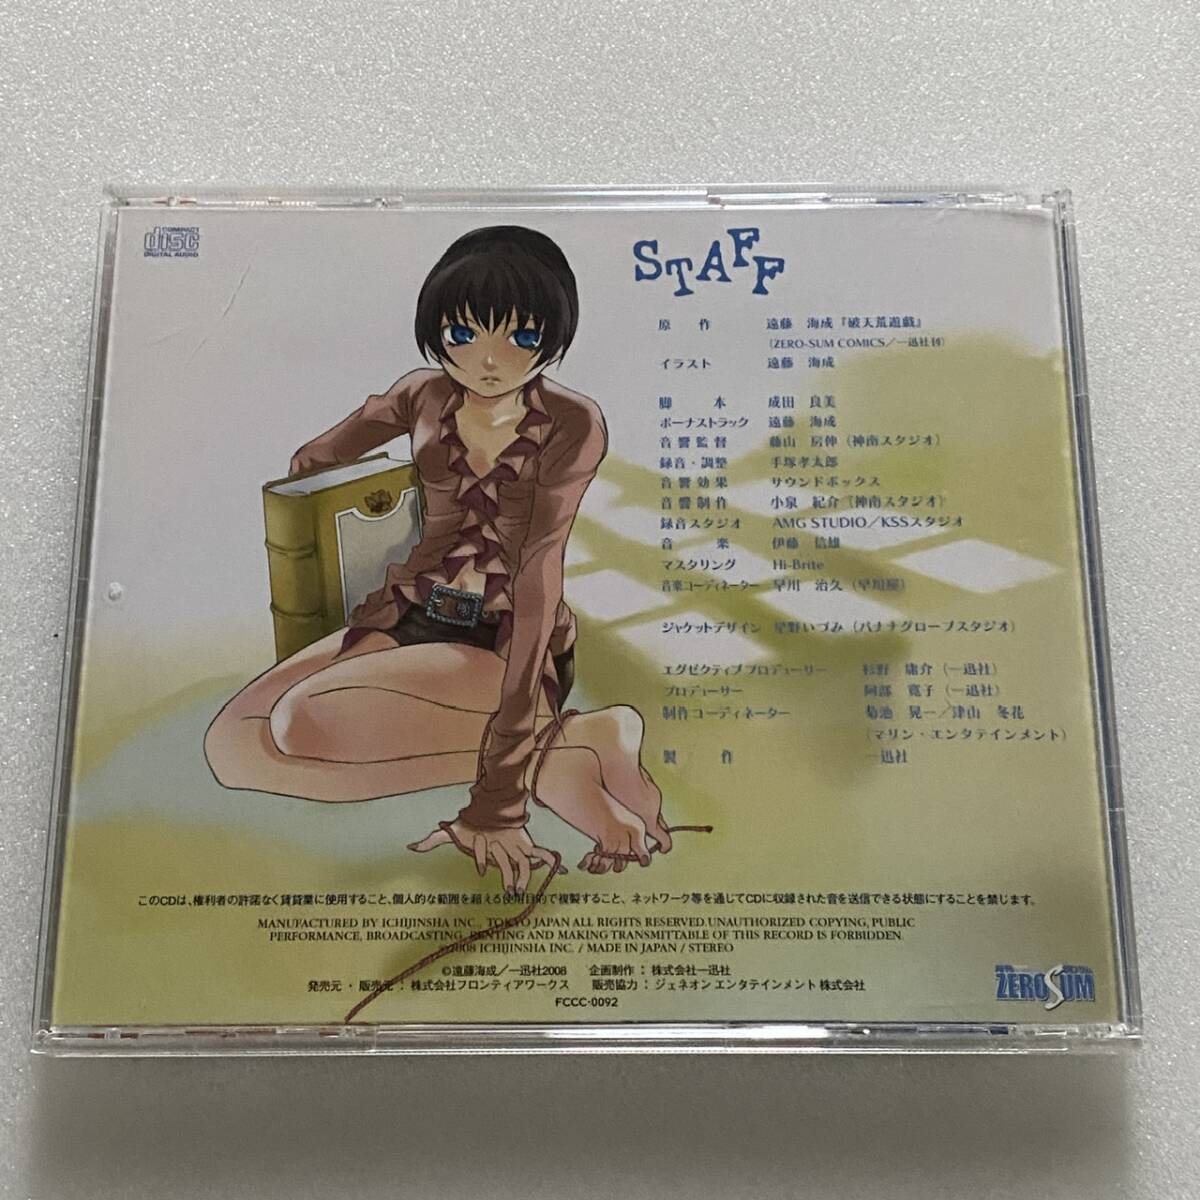 COMPACT
disc
DIGITAL AUDIO
STAFF
原作 遠藤 海成『破天荒遊戯』
(ZERO-SUM COMICS/一迅社刊)
イラスト 遠藤 海成
脚本 成田 良美
ボーナストラック 遠藤 海成
音響監督 藤山 房伸(神南スタジオ)
録音・調整 手塚孝太郎
音響効果 サウンドボックス
音響制作 小泉 紀介(神南スタジオ)
録音スタジオ AMG STUDIO/KSSスタジオ
音楽 伊藤 信雄
マスタリング Hi-Brite
音楽コーディネーター 早川 治久(早川屋)
ジャケットデザイン 星野いづみ(バナナグローブスタジオ)
エグゼクティブプロデューサー 杉野 庸介(一迅社)
プロデューサー 阿部 寛子(一迅社)
制作コーディネーター 菊池 晃一/津山 冬花
(マリン・エンタテインメント)
製作 一迅社
このCDは、権利者の許諾なく賃貸業に使用すること、個人的な範囲を超える使用目的で複製すること、ネットワーク等を通じてCDに収録された音を送信できる状態にすることを禁じます。
MANUFACTURED BY ICHIJINSHA INC., TOKYO JAPAN ALL RIGHTS RESERVED. UNAUTHORIZED COPYING, PUBLIC
PERFORMANCE, BROADCASTING, RENTING AND MAKING TRANSMITTABLE OF THIS RECORD IS FORBIDDEN.
©2008 ICHIJINSHA INC. / MADE IN JAPAN / STEREO
©遠藤海成/一迅社2008 企画制作:株式会社一迅社
発売元・販売元:株式会社フロンティアワークス 販売協力:ジェネオン エンタテインメント 株式会社
FCCC-0092
ZEROSUM